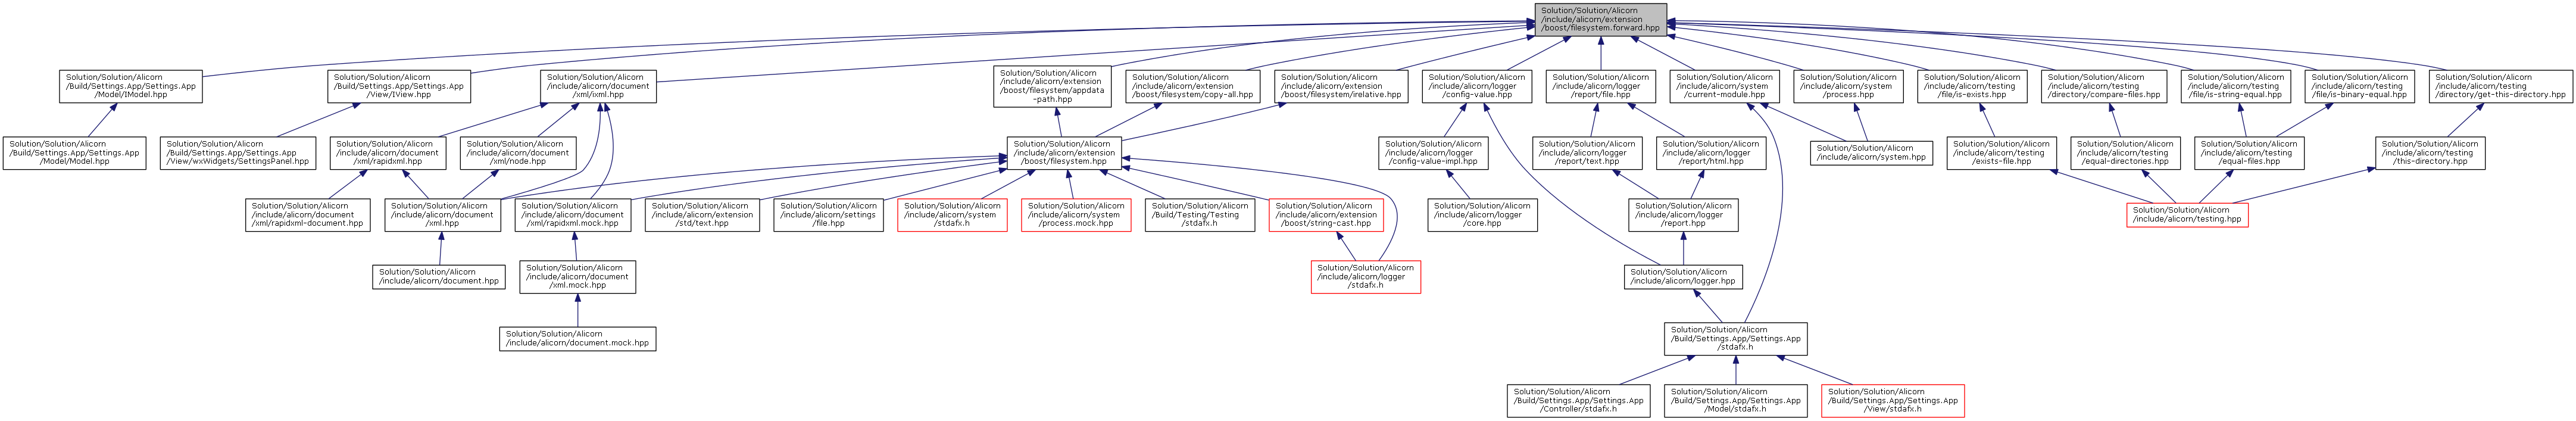 Solution/Solution/Alicorn
/include/alicorn/extension
/boost/filesystem.forward.hpp
Solution/Solution/Alicorn
/Build/Settings.App/Settings.App
/Model/IModel.hpp
Solution/Solution/Alicorn
/Build/Settings.App/Settings.App
/View/IView.hpp
Solution/Solution/Alicorn
/include/alicorn/document
/xml/ixml.hpp
Solution/Solution/Alicorn
/include/alicorn/extension
/boost/filesystem/appdata
-path.hpp
Solution/Solution/Alicorn
/include/alicorn/extension
/boost/filesystem/copy-all.hpp
Solution/Solution/Alicorn
/include/alicorn/extension
/boost/filesystem/relative.hpp
Solution/Solution/Alicorn
/include/alicorn/logger
/config-value.hpp
Solution/Solution/Alicorn
/include/alicorn/logger
/report/file.hpp
Solution/Solution/Alicorn
/include/alicorn/system
/current-module.hpp
Solution/Solution/Alicorn
/include/alicorn/system
/process.hpp
Solution/Solution/Alicorn
/include/alicorn/testing
/file/is-exists.hpp
Solution/Solution/Alicorn
/include/alicorn/testing
/directory/compare-files.hpp
Solution/Solution/Alicorn
/include/alicorn/testing
/file/is-string-equal.hpp
Solution/Solution/Alicorn
/include/alicorn/testing
/file/is-binary-equal.hpp
Solution/Solution/Alicorn
/include/alicorn/testing
/directory/get-this-directory.hpp
Solution/Solution/Alicorn
/Build/Settings.App/Settings.App
/Model/Model.hpp
Solution/Solution/Alicorn
/Build/Settings.App/Settings.App
/View/wxWidgets/SettingsPanel.hpp
Solution/Solution/Alicorn
/include/alicorn/document
/xml/rapidxml.hpp
Solution/Solution/Alicorn
/include/alicorn/document
/xml/node.hpp
Solution/Solution/Alicorn
/include/alicorn/extension
/boost/filesystem.hpp
Solution/Solution/Alicorn
/include/alicorn/logger
/config-value-impl.hpp
Solution/Solution/Alicorn
/include/alicorn/logger
/report/text.hpp
Solution/Solution/Alicorn
/include/alicorn/logger
/report/html.hpp
Solution/Solution/Alicorn
/include/alicorn/system.hpp
Solution/Solution/Alicorn
/include/alicorn/testing
/exists-file.hpp
Solution/Solution/Alicorn
/include/alicorn/testing
/equal-directories.hpp
Solution/Solution/Alicorn
/include/alicorn/testing
/equal-files.hpp
Solution/Solution/Alicorn
/include/alicorn/testing
/this-directory.hpp
Solution/Solution/Alicorn
/include/alicorn/document
/xml/rapidxml-document.hpp
Solution/Solution/Alicorn
/include/alicorn/document
/xml.hpp
Solution/Solution/Alicorn
/include/alicorn/document
/xml/rapidxml.mock.hpp
Solution/Solution/Alicorn
/include/alicorn/extension
/std/text.hpp
Solution/Solution/Alicorn
/include/alicorn/settings
/file.hpp
Solution/Solution/Alicorn
/include/alicorn/system
/stdafx.h
Solution/Solution/Alicorn
/include/alicorn/system
/process.mock.hpp
Solution/Solution/Alicorn
/Build/Testing/Testing
/stdafx.h
Solution/Solution/Alicorn
/include/alicorn/extension
/boost/string-cast.hpp
Solution/Solution/Alicorn
/include/alicorn/logger
/core.hpp
Solution/Solution/Alicorn
/include/alicorn/logger
/report.hpp
Solution/Solution/Alicorn
/include/alicorn/testing.hpp
Solution/Solution/Alicorn
/include/alicorn/document.hpp
Solution/Solution/Alicorn
/include/alicorn/document
/xml.mock.hpp
Solution/Solution/Alicorn
/include/alicorn/logger
/stdafx.h
Solution/Solution/Alicorn
/include/alicorn/logger.hpp
Solution/Solution/Alicorn
/include/alicorn/document.mock.hpp
Solution/Solution/Alicorn
/Build/Settings.App/Settings.App
/stdafx.h
Solution/Solution/Alicorn
/Build/Settings.App/Settings.App
/Controller/stdafx.h
Solution/Solution/Alicorn
/Build/Settings.App/Settings.App
/Model/stdafx.h
Solution/Solution/Alicorn
/Build/Settings.App/Settings.App
/View/stdafx.h